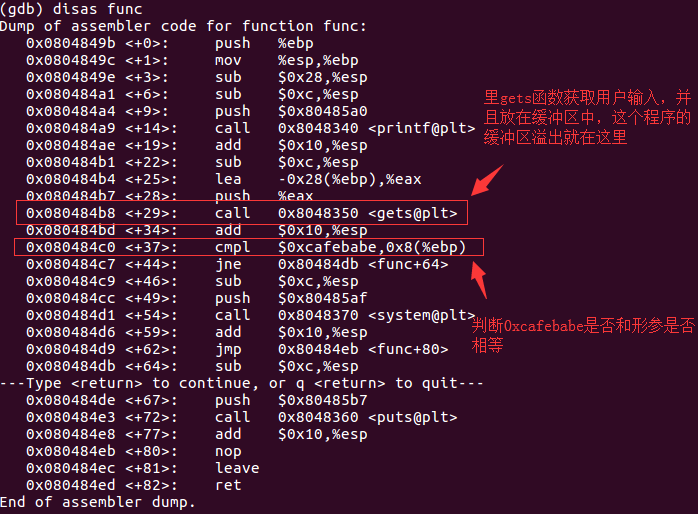 (gdb) disas func
Dump of assembler code for function func:
0x0804849b <+0>: push %ebp
0x0804849c <+1>: mov %esp,%ebp
0x0804849e <+3>: sub $0x28,%esp
0x080484a1 <+6>: sub $0xc,%esp
0x080484a4 <+9>: push $0x80485a0
0x080484a9 <+14>: call 0x8048340 <printf@plt>
0x080484ae <+19>: add $0x10,%esp
0x080484b1 <+22>: sub $0xc,%esp
0x080484b4 <+25>: lea -0x28(%ebp),%eax
0x080484b7 <+28>: push %eax
0x080484b8 <+29>: call 0x8048350 <gets@plt>
0x080484bd <+34>: add $0x10,%esp
0x080484c0 <+37>: cmpl $0xcafebabe,0x8(%ebp)
0x080484c7 <+44>: jne 0x80484db <func+64>
0x080484c9 <+46>: sub $0xc,%esp
0x080484cc <+49>: push $0x80485af
0x080484d1 <+54>: call 0x8048370 <system@plt>
0x080484d6 <+59>: add $0x10,%esp
0x080484d9 <+62>: jmp 0x80484eb <func+80>
0x080484db <+64>: sub $0xc,%esp
---Type <return> to continue, or q <return> to quit---
0x080484de <+67>: push $0x80485b7
0x080484e3 <+72>: call 0x8048360 <puts@plt>
0x080484e8 <+77>: add $0x10,%esp
0x080484eb <+80>: nop
0x080484ec <+81>: leave
0x080484ed <+82>: ret
End of assembler dump.
里gets函数获取用户输入，并
且放在缓冲区中，这个程序的
缓冲区溢出就在这里
判断0xcafebabe是否和形参是否
相等